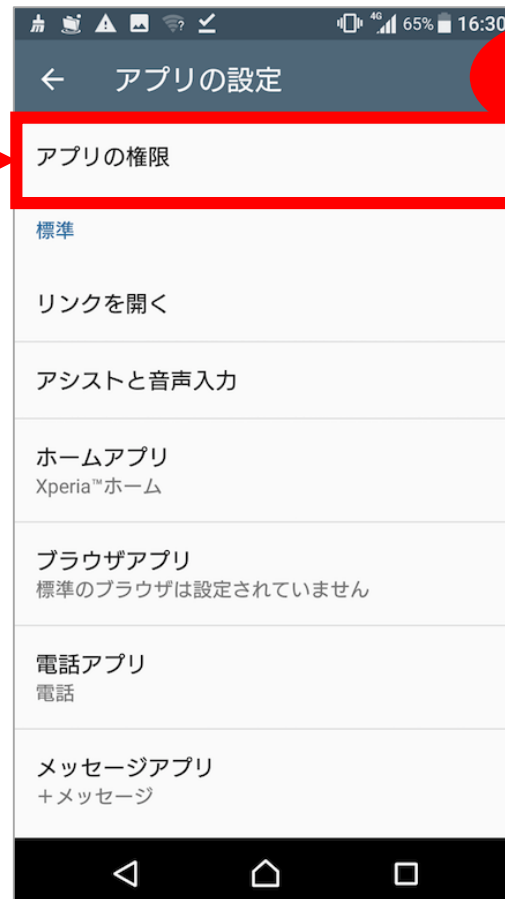 4G 65% 16:30
アプリの設定
アプリの権限
標準
リンクを開く
アシストと音声入力
ホームアプリ
Xperia™ホーム
ブラウザアプリ
標準のブラウザは設定されていません
電話アプリ
電話
メッセージアプリ
+メッセージ